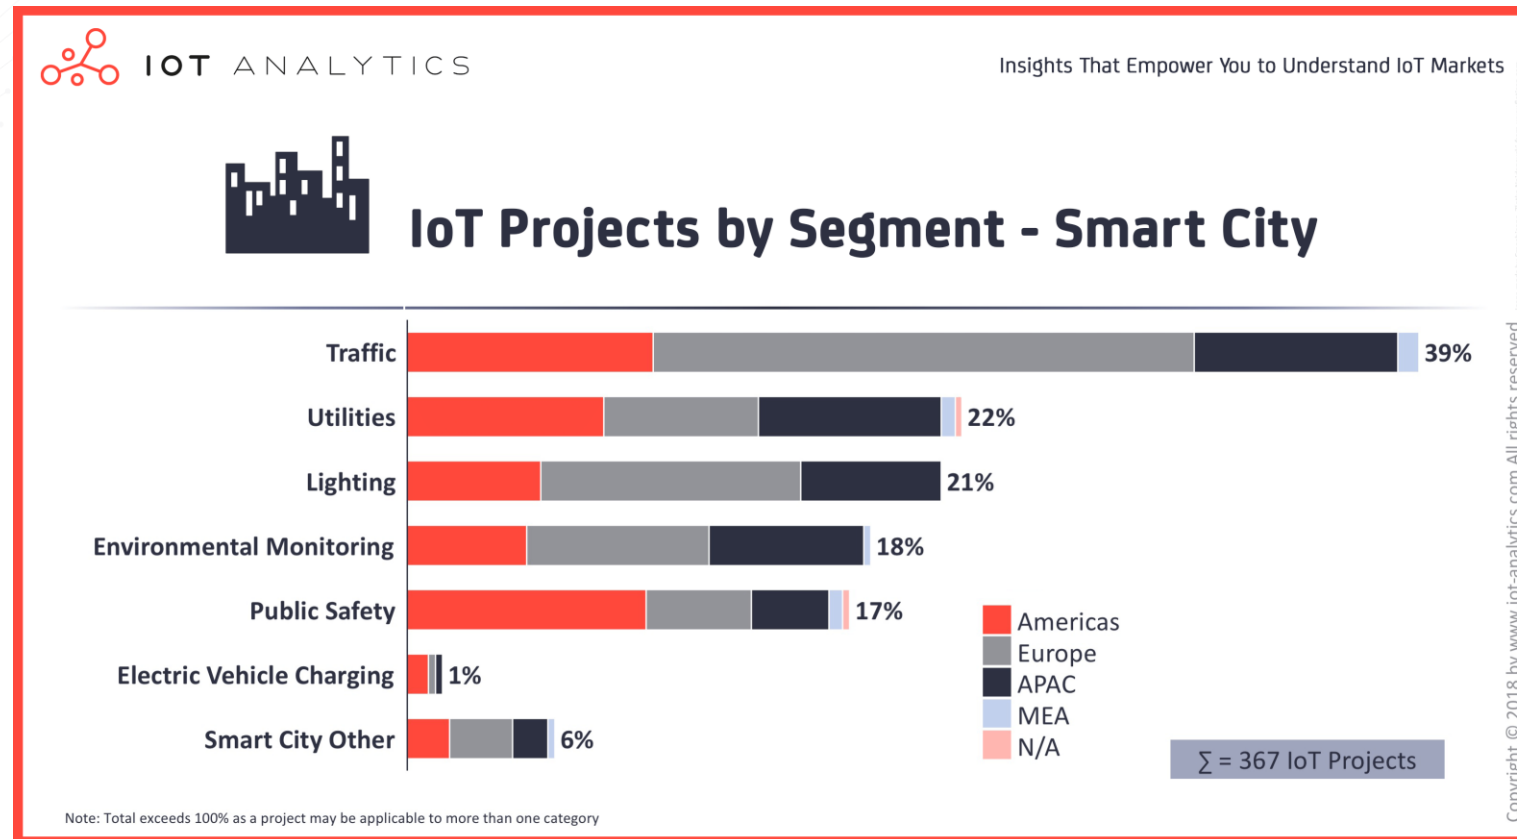 IOT ANALYTICS
Insights That Empower You to Understand IoT Markets
IoT Projects by Segment - Smart City
Traffic 39%
Utilities 22%
Lighting 21%
Environmental Monitoring 18%
Public Safety 17%
Electric Vehicle Charging 1%
Smart City Other 6%
Americas
Europe
APAC
MEA
N/A
∑ = 367 IoT Projects
Note: Total exceeds 100% as a project may be applicable to more than one category
Copyright © 2018 by www.iot-analytics.com All rights reserved